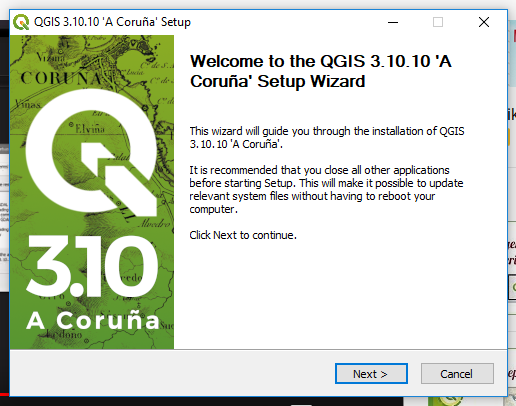 QGIS 3.10.10 'A Coruña' Setup
Welcome to the QGIS 3.10.10 'A
Coruña' Setup Wizard
This wizard will guide you through the installation of QGIS
3.10.10 'A Coruña'.
It is recommended that you close all other applications
before starting Setup. This will make it possible to update
relevant system files without having to reboot your
computer.
Click Next to continue.
CORUÑA
Elviña
3.10
A Coruña
Next >
Cancel